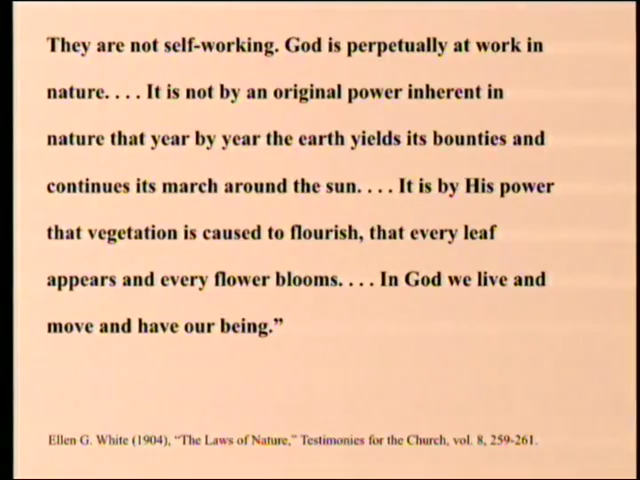 They are not self-working. God is perpetually at work in
nature. . . . It is not by an original power inherent in
nature that year by year the earth yields its bounties and
continues its march around the sun. . . . It is by His power
that vegetation is caused to flourish, that every leaf
appears and every flower blooms. . . . In God we live and
move and have our being.”
Ellen G. White (1904), “The Laws of Nature,” Testimonies for the Church, vol. 8, 259-261.